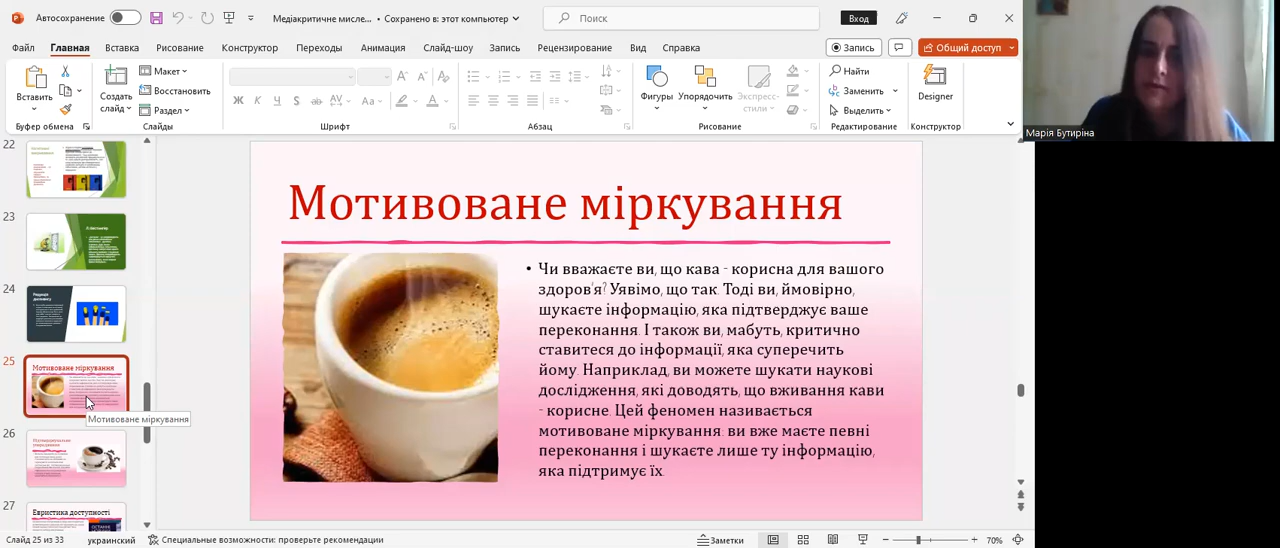 Автосохранение
Медіакритичне мисле... • Сохранено в: этот компьютер
Поиск
Вход
Файл Главная Вставка Рисование Конструктор Переходы Анимация Слайд-шоу Запись Рецензирование Вид Справка
Запись
Общий доступ
Вставить
Создать слайд
Макет
Восстановить
Раздел
Ж К Ч S ab AV Aa
Фигуры
Упорядочить
Экспресс-стили
Найти
Заменить
Выделить
Designer
Буфер обмена Слайды Шрифт Абзац Рисование Редактирование Конструктор
Марія Бутиріна
22
23
24
25
Мотивоване міркування
Мотивоване міркування
26
27
Евристика доступності
Мотивоване міркування
• Чи вважаєте ви, що кава - корисна для вашого
здоров'я? Уявімо, що так. Тоді ви, ймовірно,
шукаєте інформацію, яка підтверджує ваше
переконання. І також ви, мабуть, критично
ставитеся до інформації, яка суперечить
йому. Наприклад, ви можете шукати наукові
дослідження, які доводять, що вживання кави
- корисне. Цей феномен називається
мотивоване міркування: ви вже маєте певні
переконання і шукаєте лише ту інформацію,
яка підтримує їх.
Слайд 25 из 33 украинский Специальные возможности: проверьте рекомендации Заметки 70%